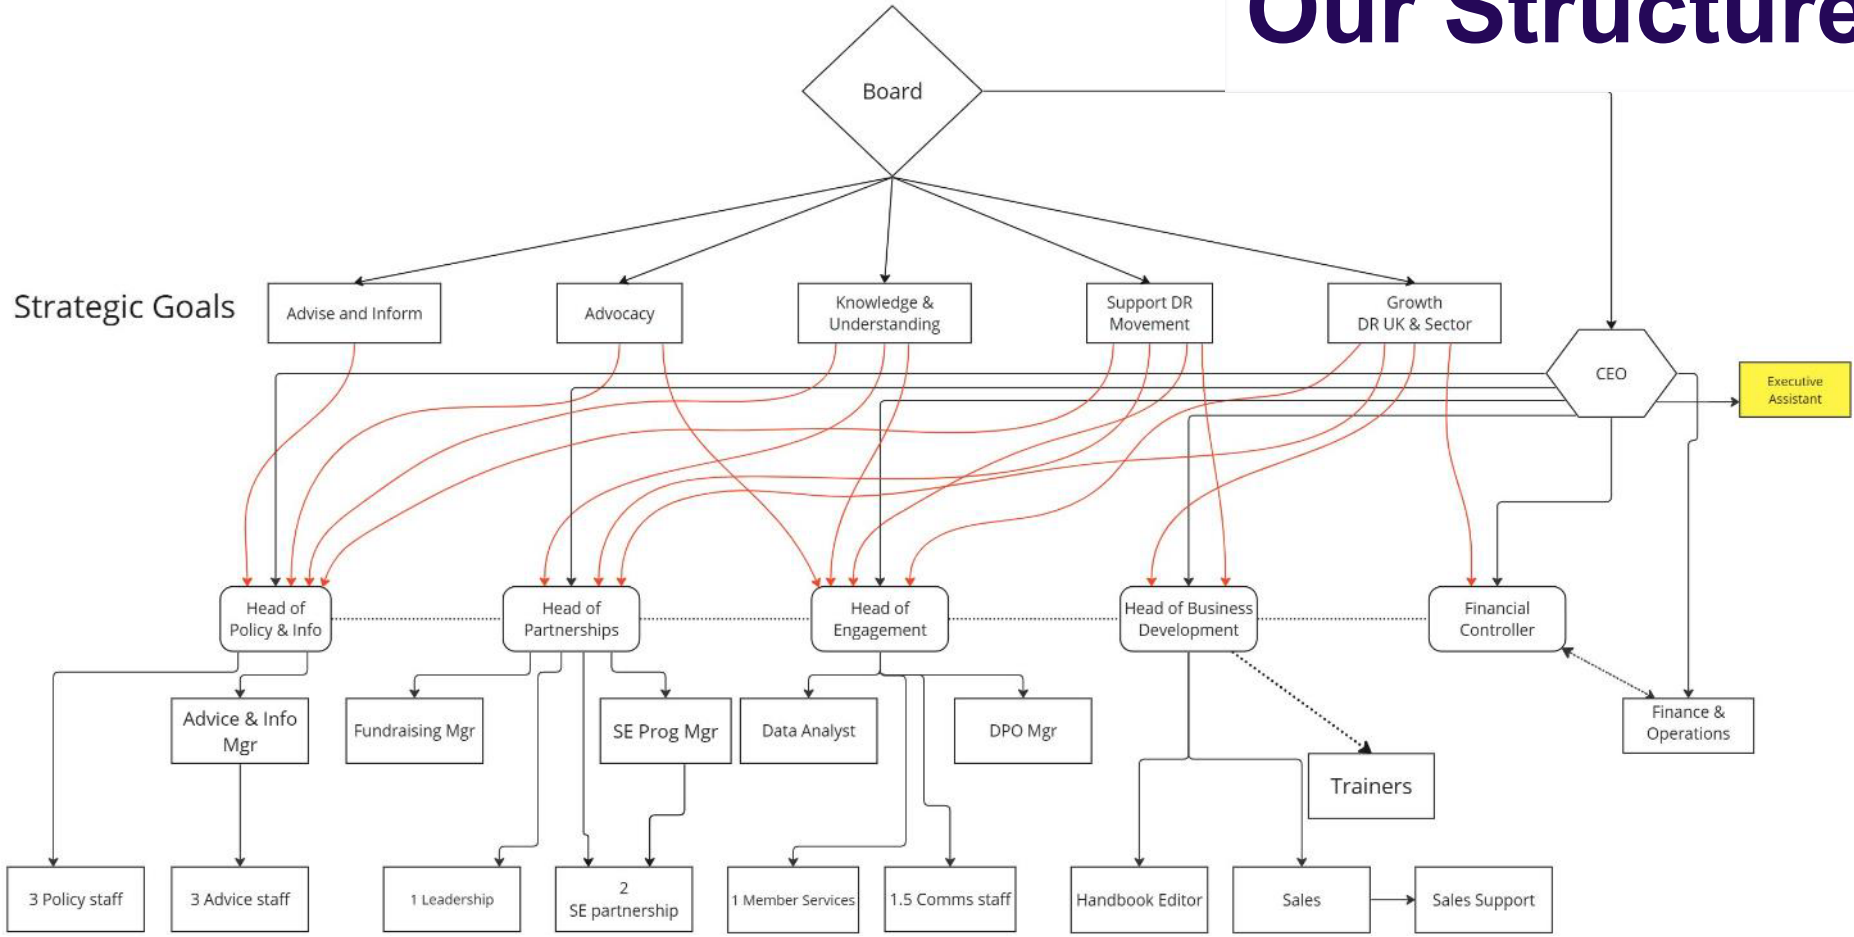 Our Structure
Board
Strategic Goals
Advise and Inform
Advocacy
Knowledge &
Understanding
Support DR
Movement
Growth
DR UK & Sector
CEO
Executive
Assistant
Head of
Policy & Info
Head of
Partnerships
Head of
Engagement
Head of Business
Development
Financial
Controller
Advice & Info
Mgr
Fundraising Mgr
SE Prog Mgr
Data Analyst
DPO Mgr
Trainers
Finance &
Operations
3 Policy staff
3 Advice staff
1 Leadership
2
SE partnership
1 Member Services
1.5 Comms staff
Handbook Editor
Sales
Sales Support